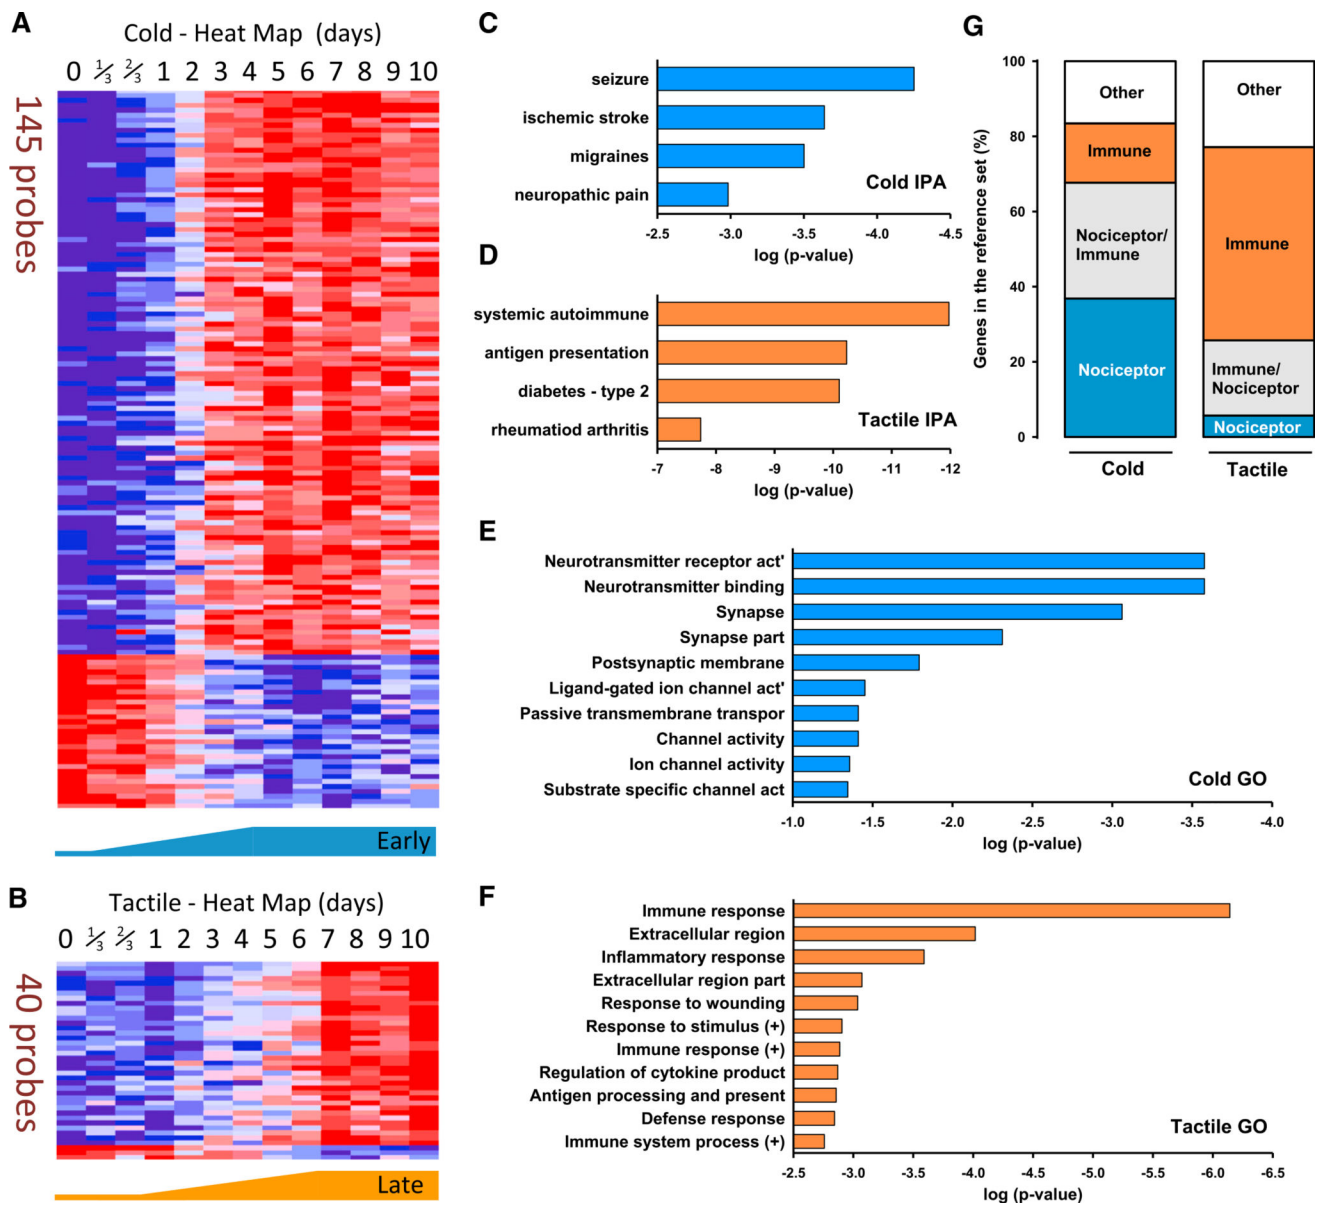 A
Cold - Heat Map (days)
0 1/3 2/3 1 2 3 4 5 6 7 8 9 10
145 probes
Early
B
Tactile - Heat Map (days)
0 1/3 2/3 1 2 3 4 5 6 7 8 9 10
40 probes
Late
C
seizure
ischemic stroke
migraines
neuropathic pain
Cold IPA
-2.5 -3.0 -3.5 -4.0 -4.5
log (p-value)
D
systemic autoimmune
antigen presentation
diabetes - type 2
rheumatiod arthritis
Tactile IPA
-7 -8 -9 -10 -11 -12
log (p-value)
E
Neurotransmitter receptor act'
Neurotransmitter binding
Synapse
Synapse part
Postsynaptic membrane
Ligand-gated ion channel act'
Passive transmembrane transpor
Channel activity
Ion channel activity
Substrate specific channel act
Cold GO
-1.0 -1.5 -2.0 -2.5 -3.0 -3.5 -4.0
log (p-value)
F
Immune response
Extracellular region
Inflammatory response
Extracellular region part
Response to wounding
Response to stimulus (+)
Immune response (+)
Regulation of cytokine product
Antigen processing and present
Defense response
Immune system process (+)
Tactile GO
-2.5 -3.0 -3.5 -4.0 -4.5 -5.0 -5.5 -6.0 -6.5
log (p-value)
G
Genes in the reference set (%)
100
80
60
40
20
0
Other
Immune
Nociceptor/
Immune
Nociceptor
Cold
Other
Immune
Immune/
Nociceptor
Nociceptor
Tactile